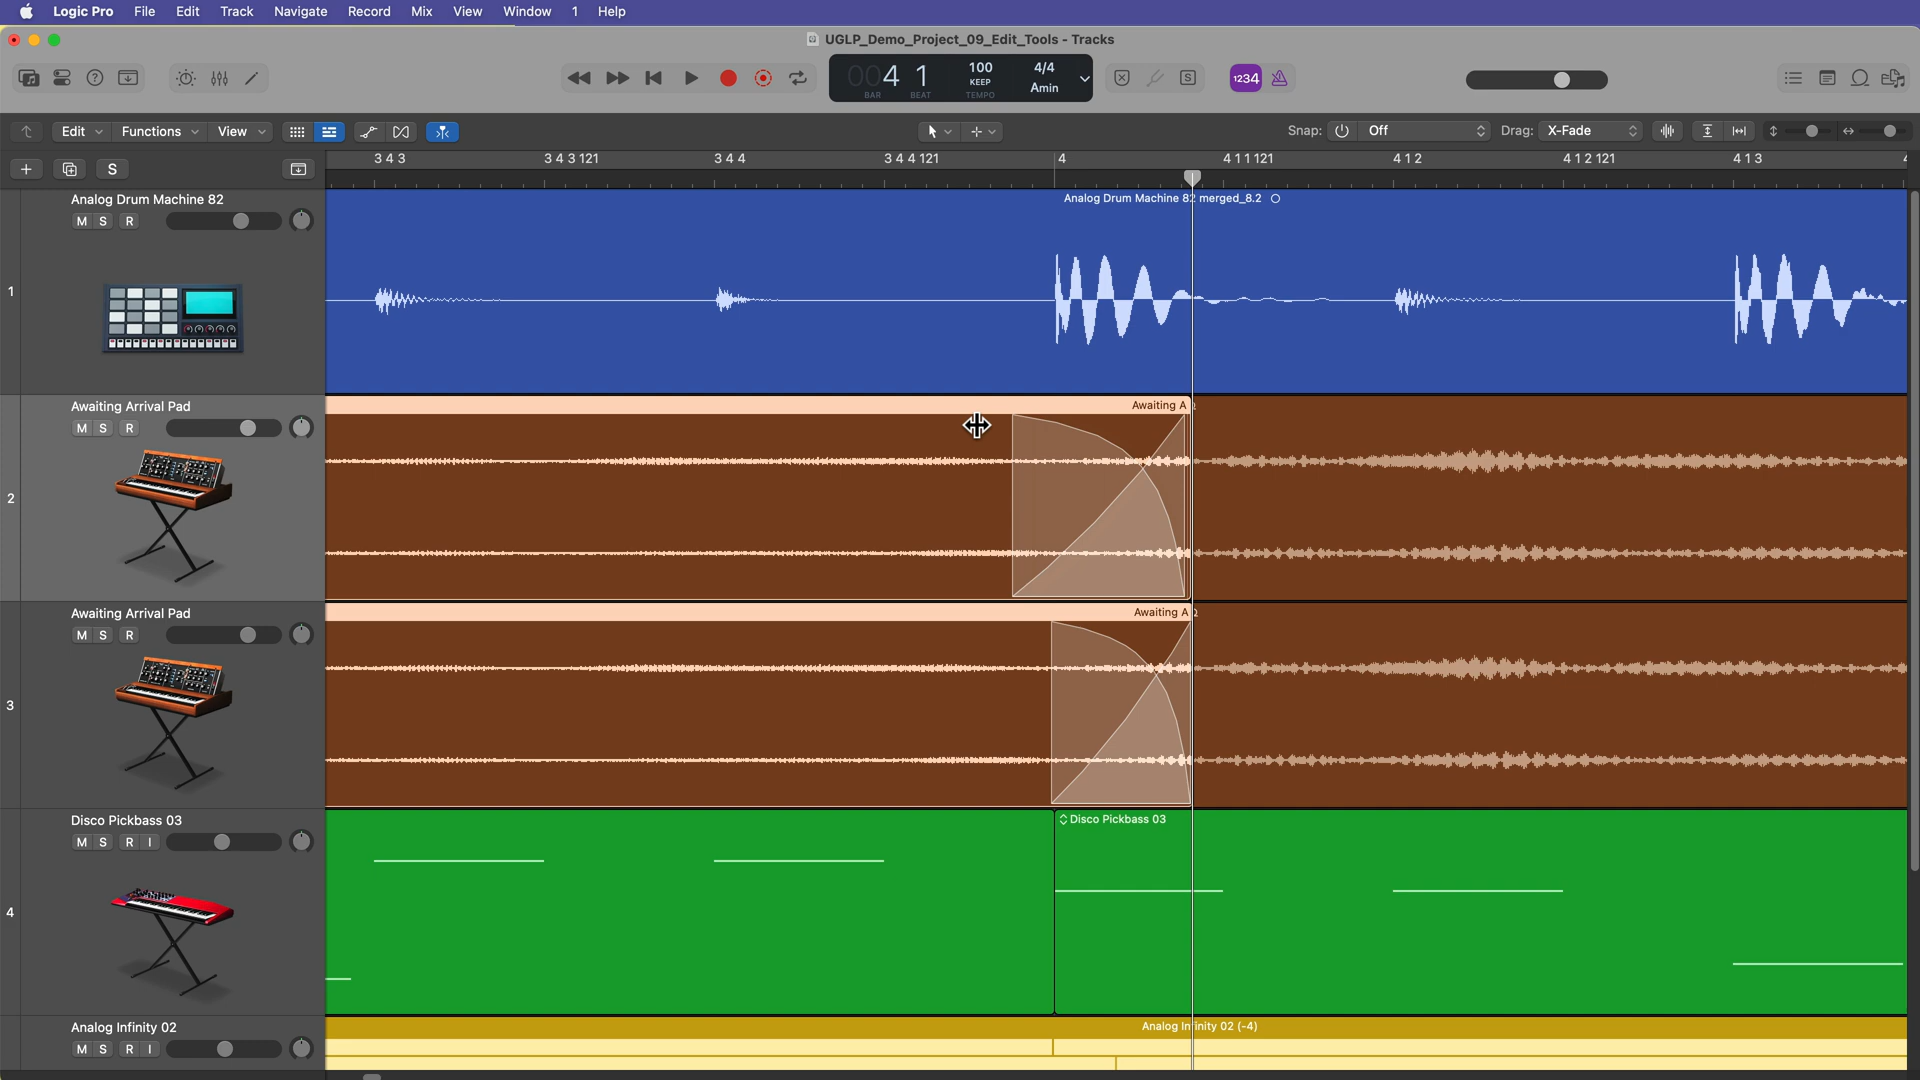 Logic Pro File Edit Track Navigate Record Mix View Window 1 Help
UGLP_Demo_Project_09_Edit_Tools - Tracks
004 1 100 4/4
KEEP Amin
BAR BEAT TEMPO
S 1234
Edit Functions View Snap: Off Drag: X-Fade
S
3 4 3 3 4 3 121 3 4 4 3 4 4 121 4 4 1 1 121 4 1 2 4 1 2 121 4 1 3
Analog Drum Machine 82
M S R
1
Analog Drum Machine 82 merged_8.2
Awaiting Arrival Pad
M S R
2
Awaiting A
Awaiting Arrival Pad
M S R
3
Awaiting A
Disco Pickbass 03
M S R I
4
Disco Pickbass 03
Analog Infinity 02
M S R I
Analog Infinity 02 (-4)